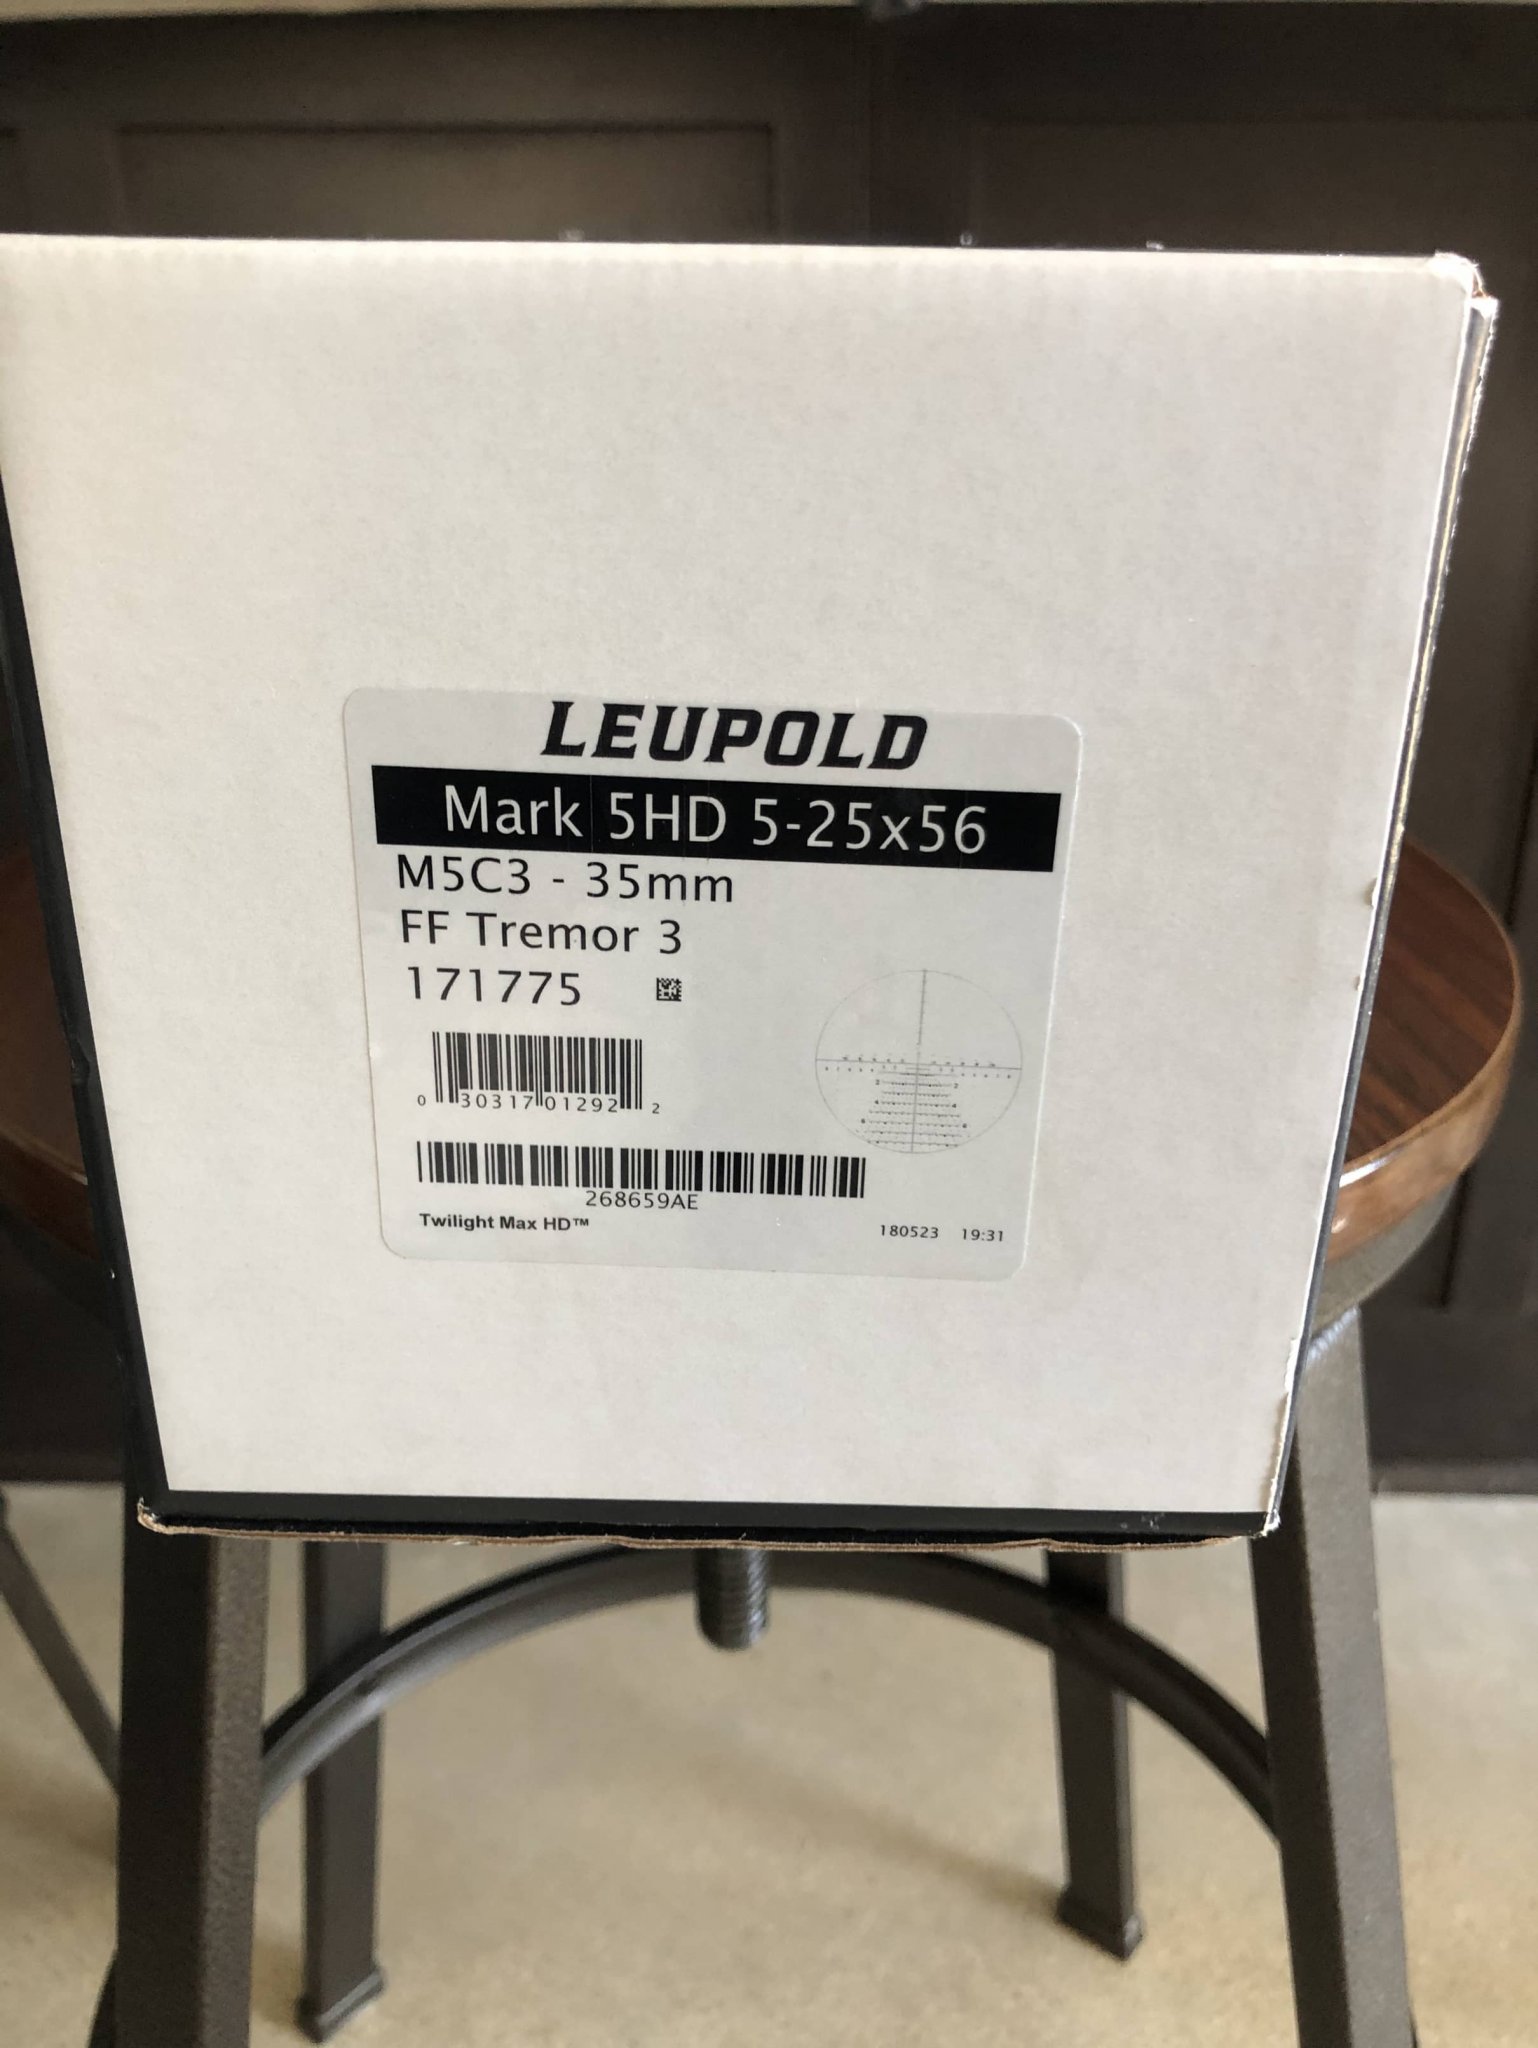 LEUPOLD
Mark 5HD 5-25x56
M5C3 - 35mm
FF Tremor 3
171775
0 30317 01292 2
268659AE
Twilight Max HD™
180523 19:31